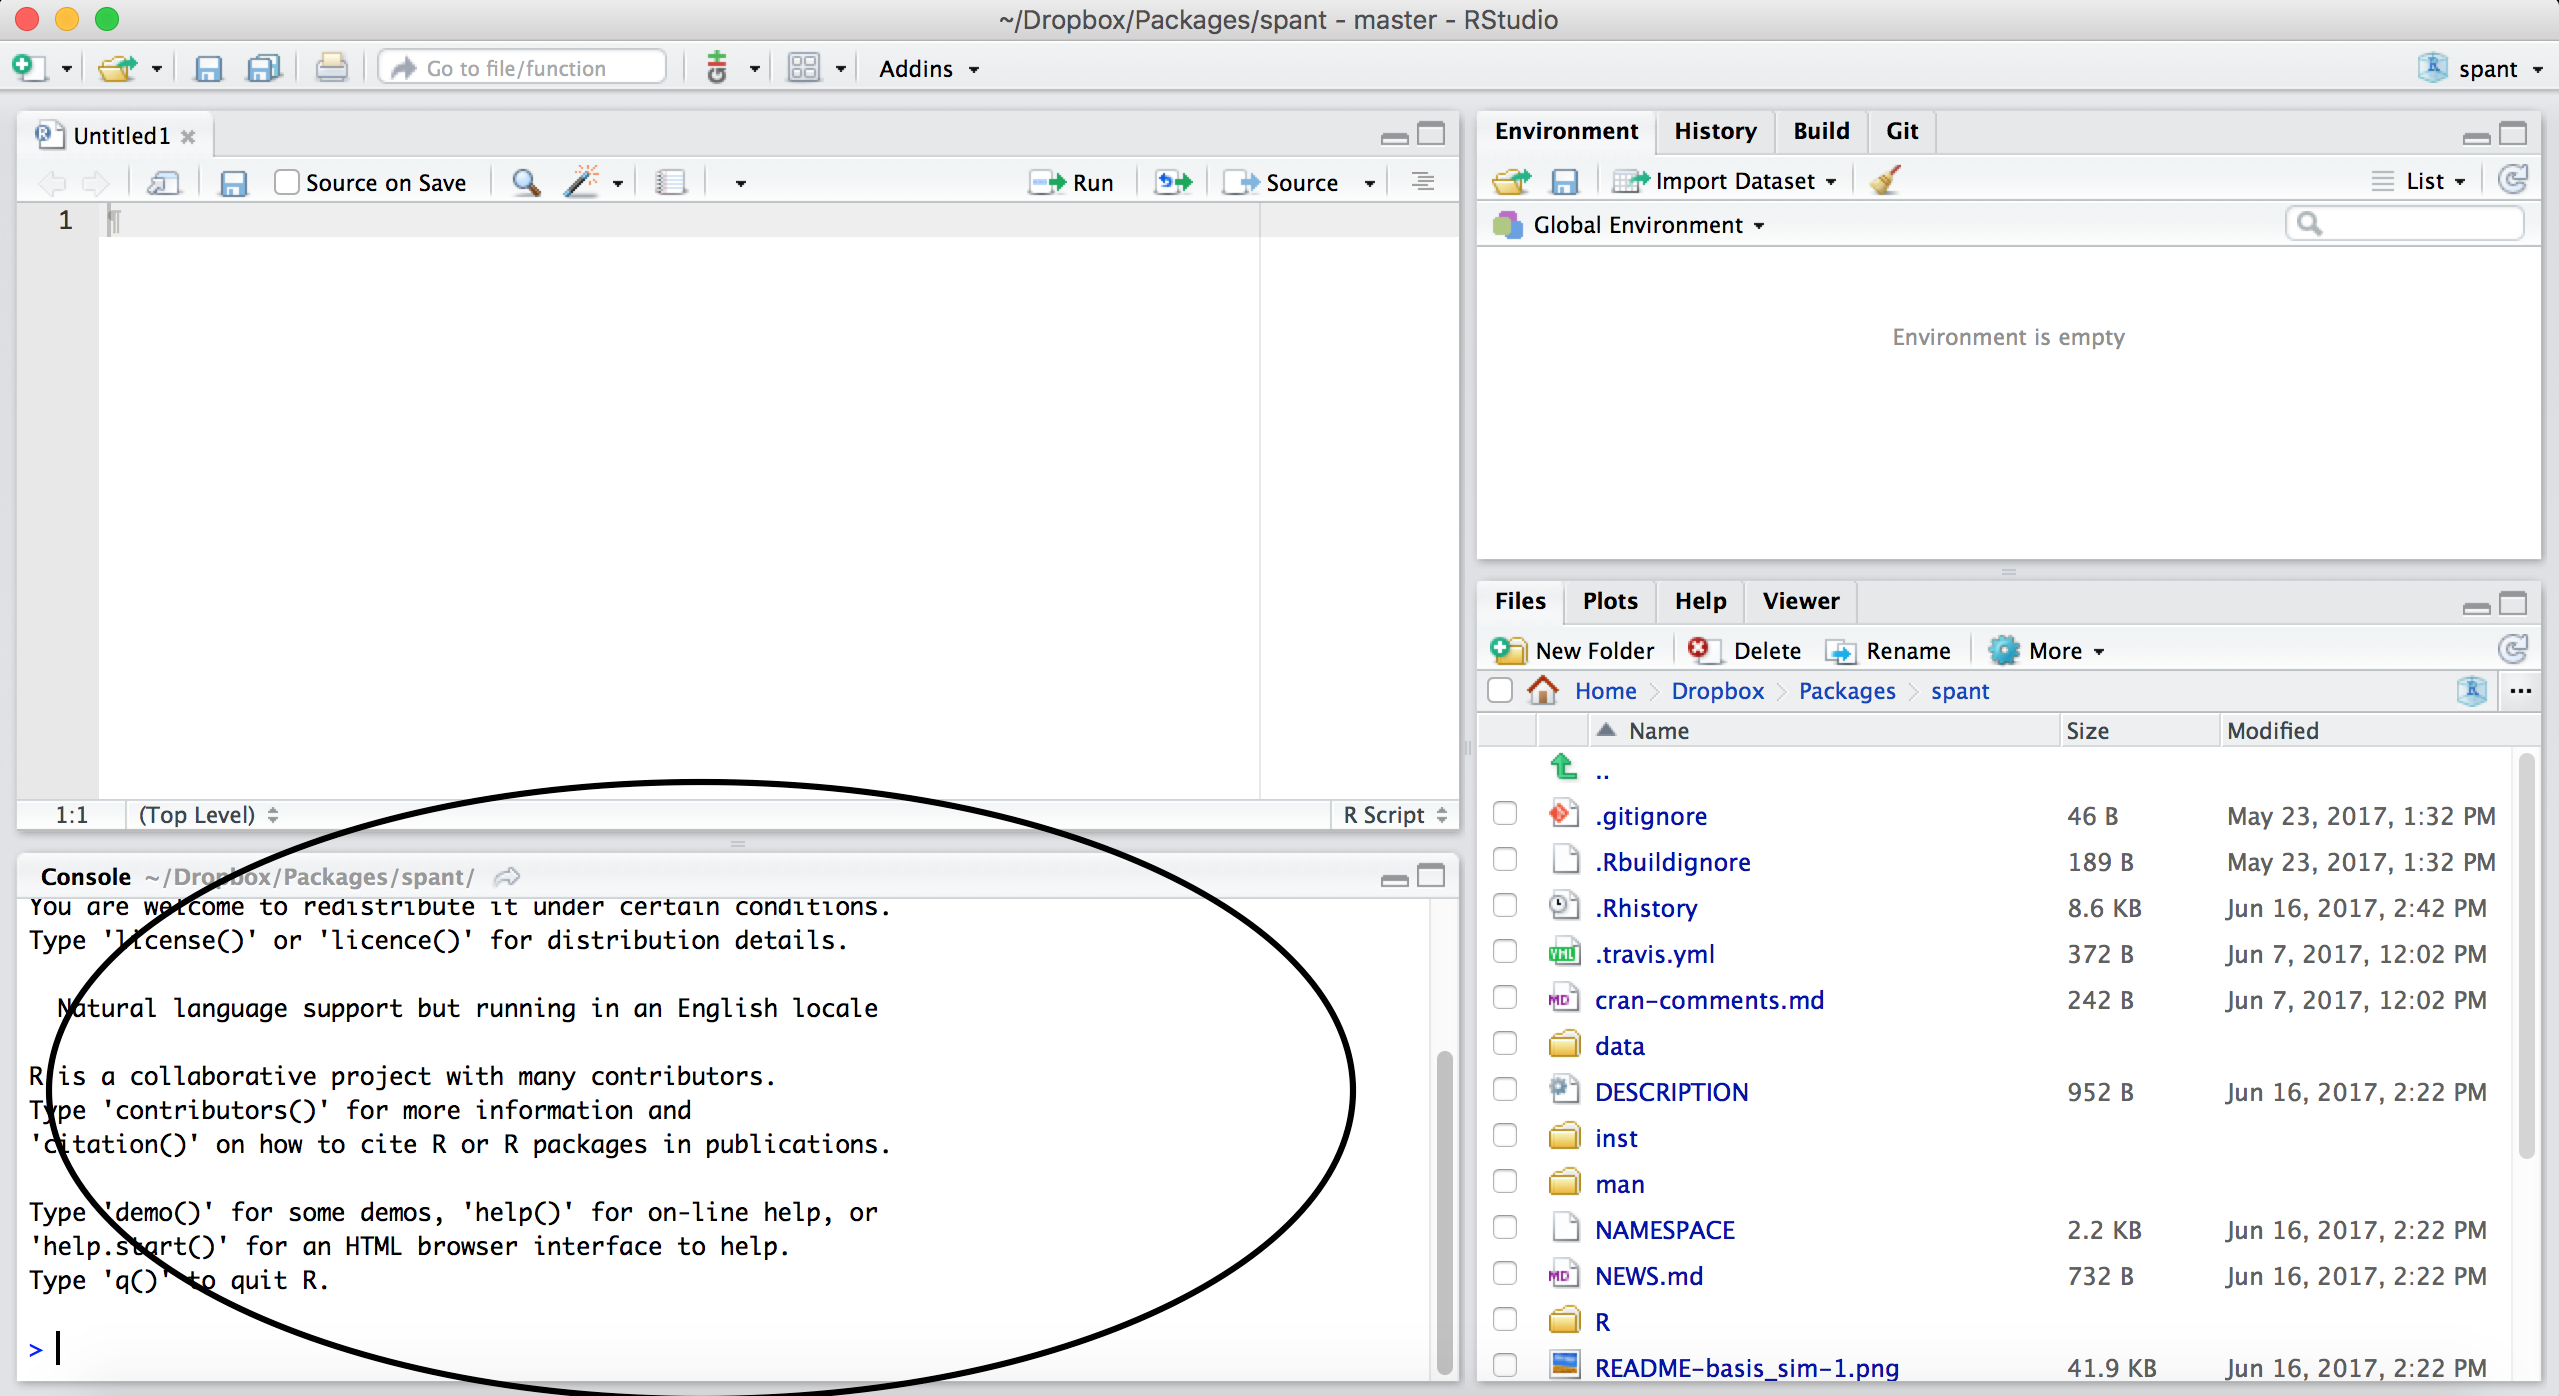 ~/Dropbox/Packages/spant - master - RStudio
Go to file/function
Addins
spant
Untitled1
Source on Save
Run
Source
1
1:1
(Top Level)
R Script
Console ~/Dropbox/Packages/spant/
You are welcome to redistribute it under certain conditions.
Type 'license()' or 'licence()' for distribution details.
Natural language support but running in an English locale
R is a collaborative project with many contributors.
Type 'contributors()' for more information and
'citation()' on how to cite R or R packages in publications.
Type 'demo()' for some demos, 'help()' for on-line help, or
'help.start()' for an HTML browser interface to help.
Type 'q()' to quit R.
>
Environment History Build Git
Import Dataset
List
Global Environment
Environment is empty
Files Plots Help Viewer
New Folder Delete Rename More
Home Dropbox Packages spant ...
Name Size Modified
..
.gitignore 46 B May 23, 2017, 1:32 PM
.Rbuildignore 189 B May 23, 2017, 1:32 PM
.Rhistory 8.6 KB Jun 16, 2017, 2:42 PM
.travis.yml 372 B Jun 7, 2017, 12:02 PM
cran-comments.md 242 B Jun 7, 2017, 12:02 PM
data
DESCRIPTION 952 B Jun 16, 2017, 2:22 PM
inst
man
NAMESPACE 2.2 KB Jun 16, 2017, 2:22 PM
NEWS.md 732 B Jun 16, 2017, 2:22 PM
R
README-basis_sim-1.png 41.9 KB Jun 16, 2017, 2:22 PM